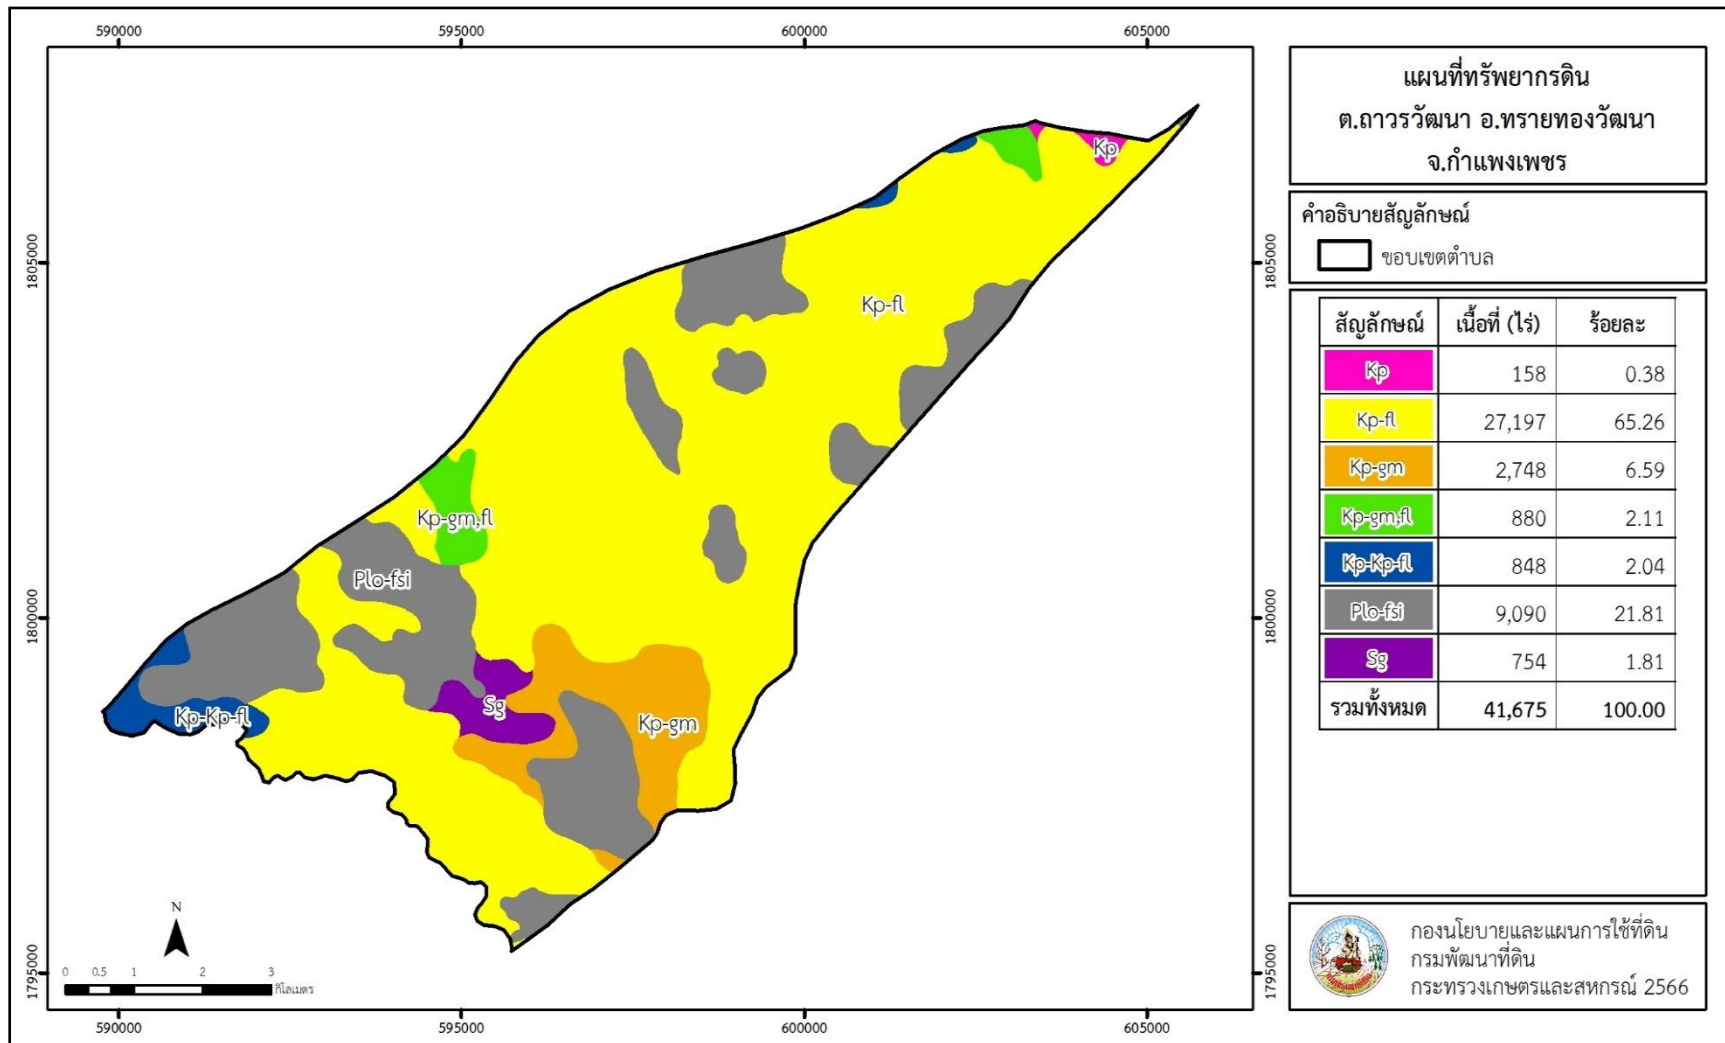 590000
595000
600000
605000
แผนที่ทรัพยากรดิน
ต.ถาวรวัฒนา อ.ทรายทองวัฒนา
จ.กำแพงเพชร
คำอธิบายสัญลักษณ์
ขอบเขตตำบล
สัญลักษณ์ เนื้อที่ (ไร่) ร้อยละ
Kp 158 0.38
Kp-fl 27,197 65.26
Kp-gm 2,748 6.59
Kp-gm,fl 880 2.11
Kp-Kp-fl 848 2.04
Plo-fsi 9,090 21.81
Sg 754 1.81
รวมทั้งหมด 41,675 100.00
กองนโยบายและแผนการใช้ที่ดิน
กรมพัฒนาที่ดิน
กระทรวงเกษตรและสหกรณ์ 2566
Kp
1805000
1805000
Kp-fl
Kp-gm,fl
Plo-fsi
1800000
1800000
Sg
Kp-Kp-fl
Kp-gm
N
1795000
1795000
0 0.5 1 2 3
กิโลเมตร
590000
595000
600000
605000